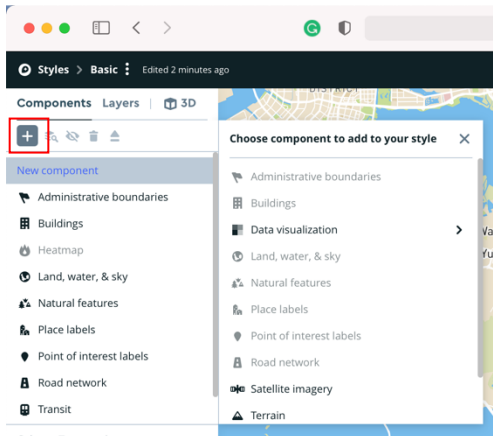 Styles > Basic Edited 2 minutes ago
Components Layers 3D
DISTRICT
New component
Administrative boundaries
Buildings
Heatmap
Land, water, & sky
Natural features
Place labels
Point of interest labels
Road network
Transit
Choose component to add to your style
Administrative boundaries
Buildings
Data visualization
Land, water, & sky
Natural features
Place labels
Point of interest labels
Road network
Satellite imagery
Terrain